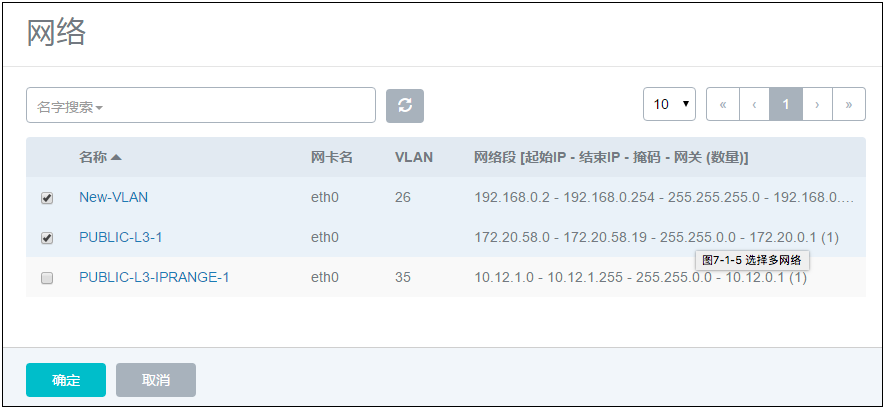 网络
名字搜索
10 « ‹ 1 › »
名称 网卡名 VLAN 网络段 [起始IP - 结束IP - 掩码 - 网关 (数量)]
New-VLAN eth0 26 192.168.0.2 - 192.168.0.254 - 255.255.255.0 - 192.168.0....
PUBLIC-L3-1 eth0 172.20.58.0 - 172.20.58.19 - 255.255.0.0 - 172.20.0.1 (1)
图7-1-5 选择多网络
PUBLIC-L3-IPRANGE-1 eth0 35 10.12.1.0 - 10.12.1.255 - 255.255.0.0 - 10.12.0.1 (1)
确定 取消